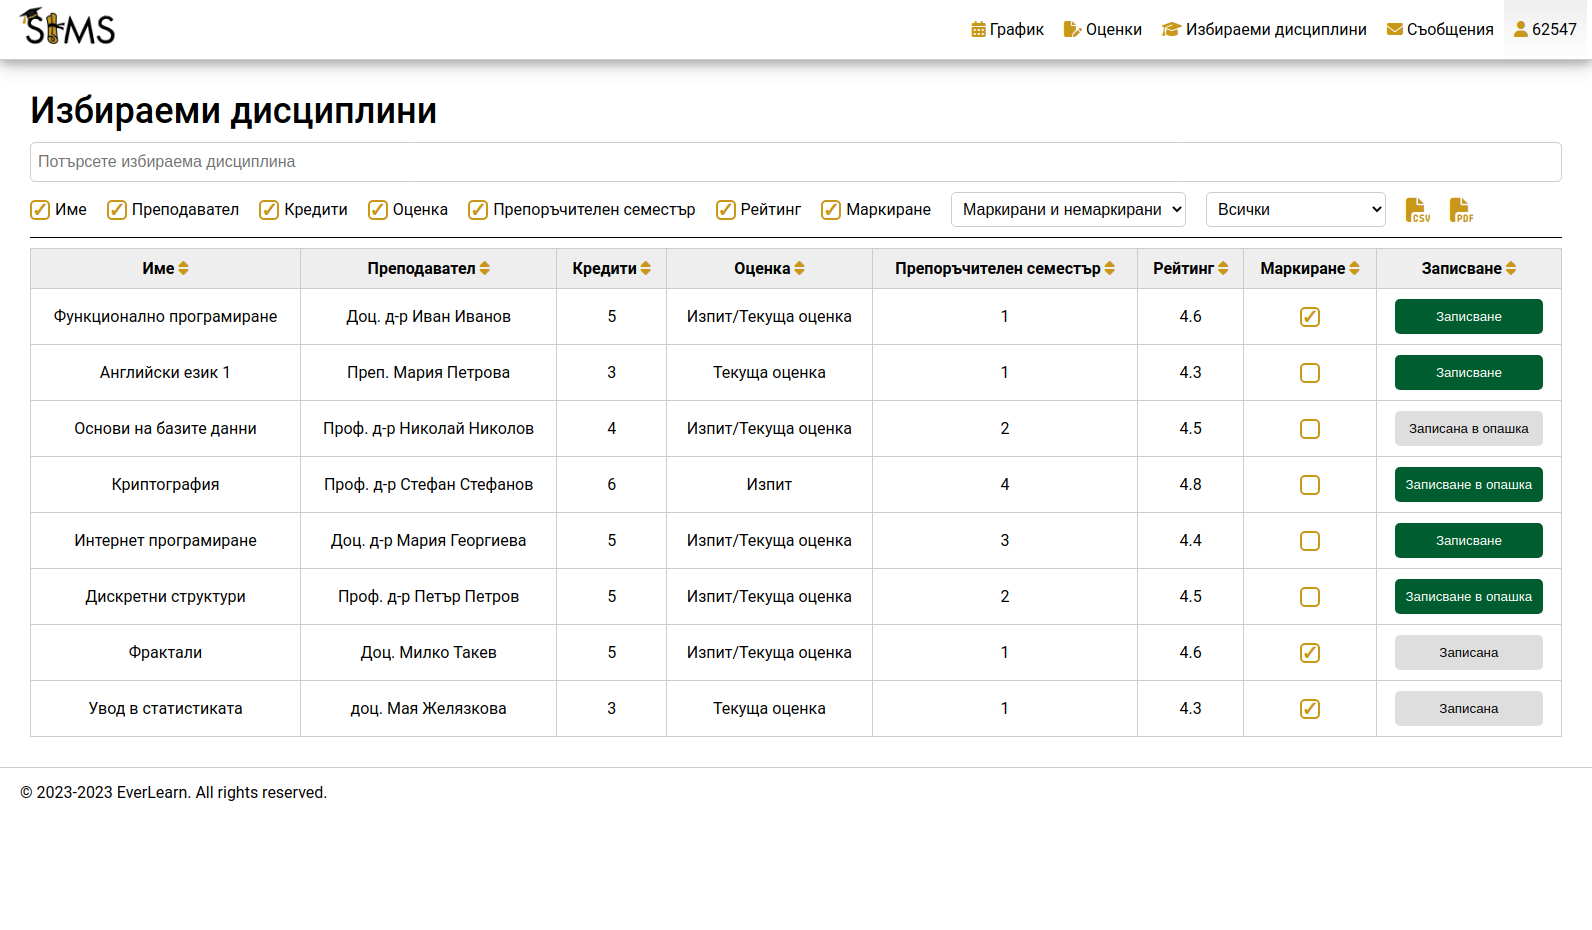 SIMS
График Оценки Избираеми дисциплини Съобщения 62547
Избираеми дисциплини
Потърсете избираема дисциплина
Име Преподавател Кредити Оценка Препоръчителен семестър Рейтинг Маркиране Маркирани и немаркирани Всички CSV PDF
Име Преподавател Кредити Оценка Препоръчителен семестър Рейтинг Маркиране Записване
Функционално програмиране Доц. д-р Иван Иванов 5 Изпит/Текуща оценка 1 4.6 Записване
Английски език 1 Преп. Мария Петрова 3 Текуща оценка 1 4.3 Записване
Основи на базите данни Проф. д-р Николай Николов 4 Изпит/Текуща оценка 2 4.5 Записана в опашка
Криптография Проф. д-р Стефан Стефанов 6 Изпит 4 4.8 Записване в опашка
Интернет програмиране Доц. д-р Мария Георгиева 5 Изпит/Текуща оценка 3 4.4 Записване
Дискретни структури Проф. д-р Петър Петров 5 Изпит/Текуща оценка 2 4.5 Записване в опашка
Фрактали Доц. Милко Такев 5 Изпит/Текуща оценка 1 4.6 Записана
Увод в статистиката доц. Мая Желязкова 3 Текуща оценка 1 4.3 Записана
© 2023-2023 EverLearn. All rights reserved.